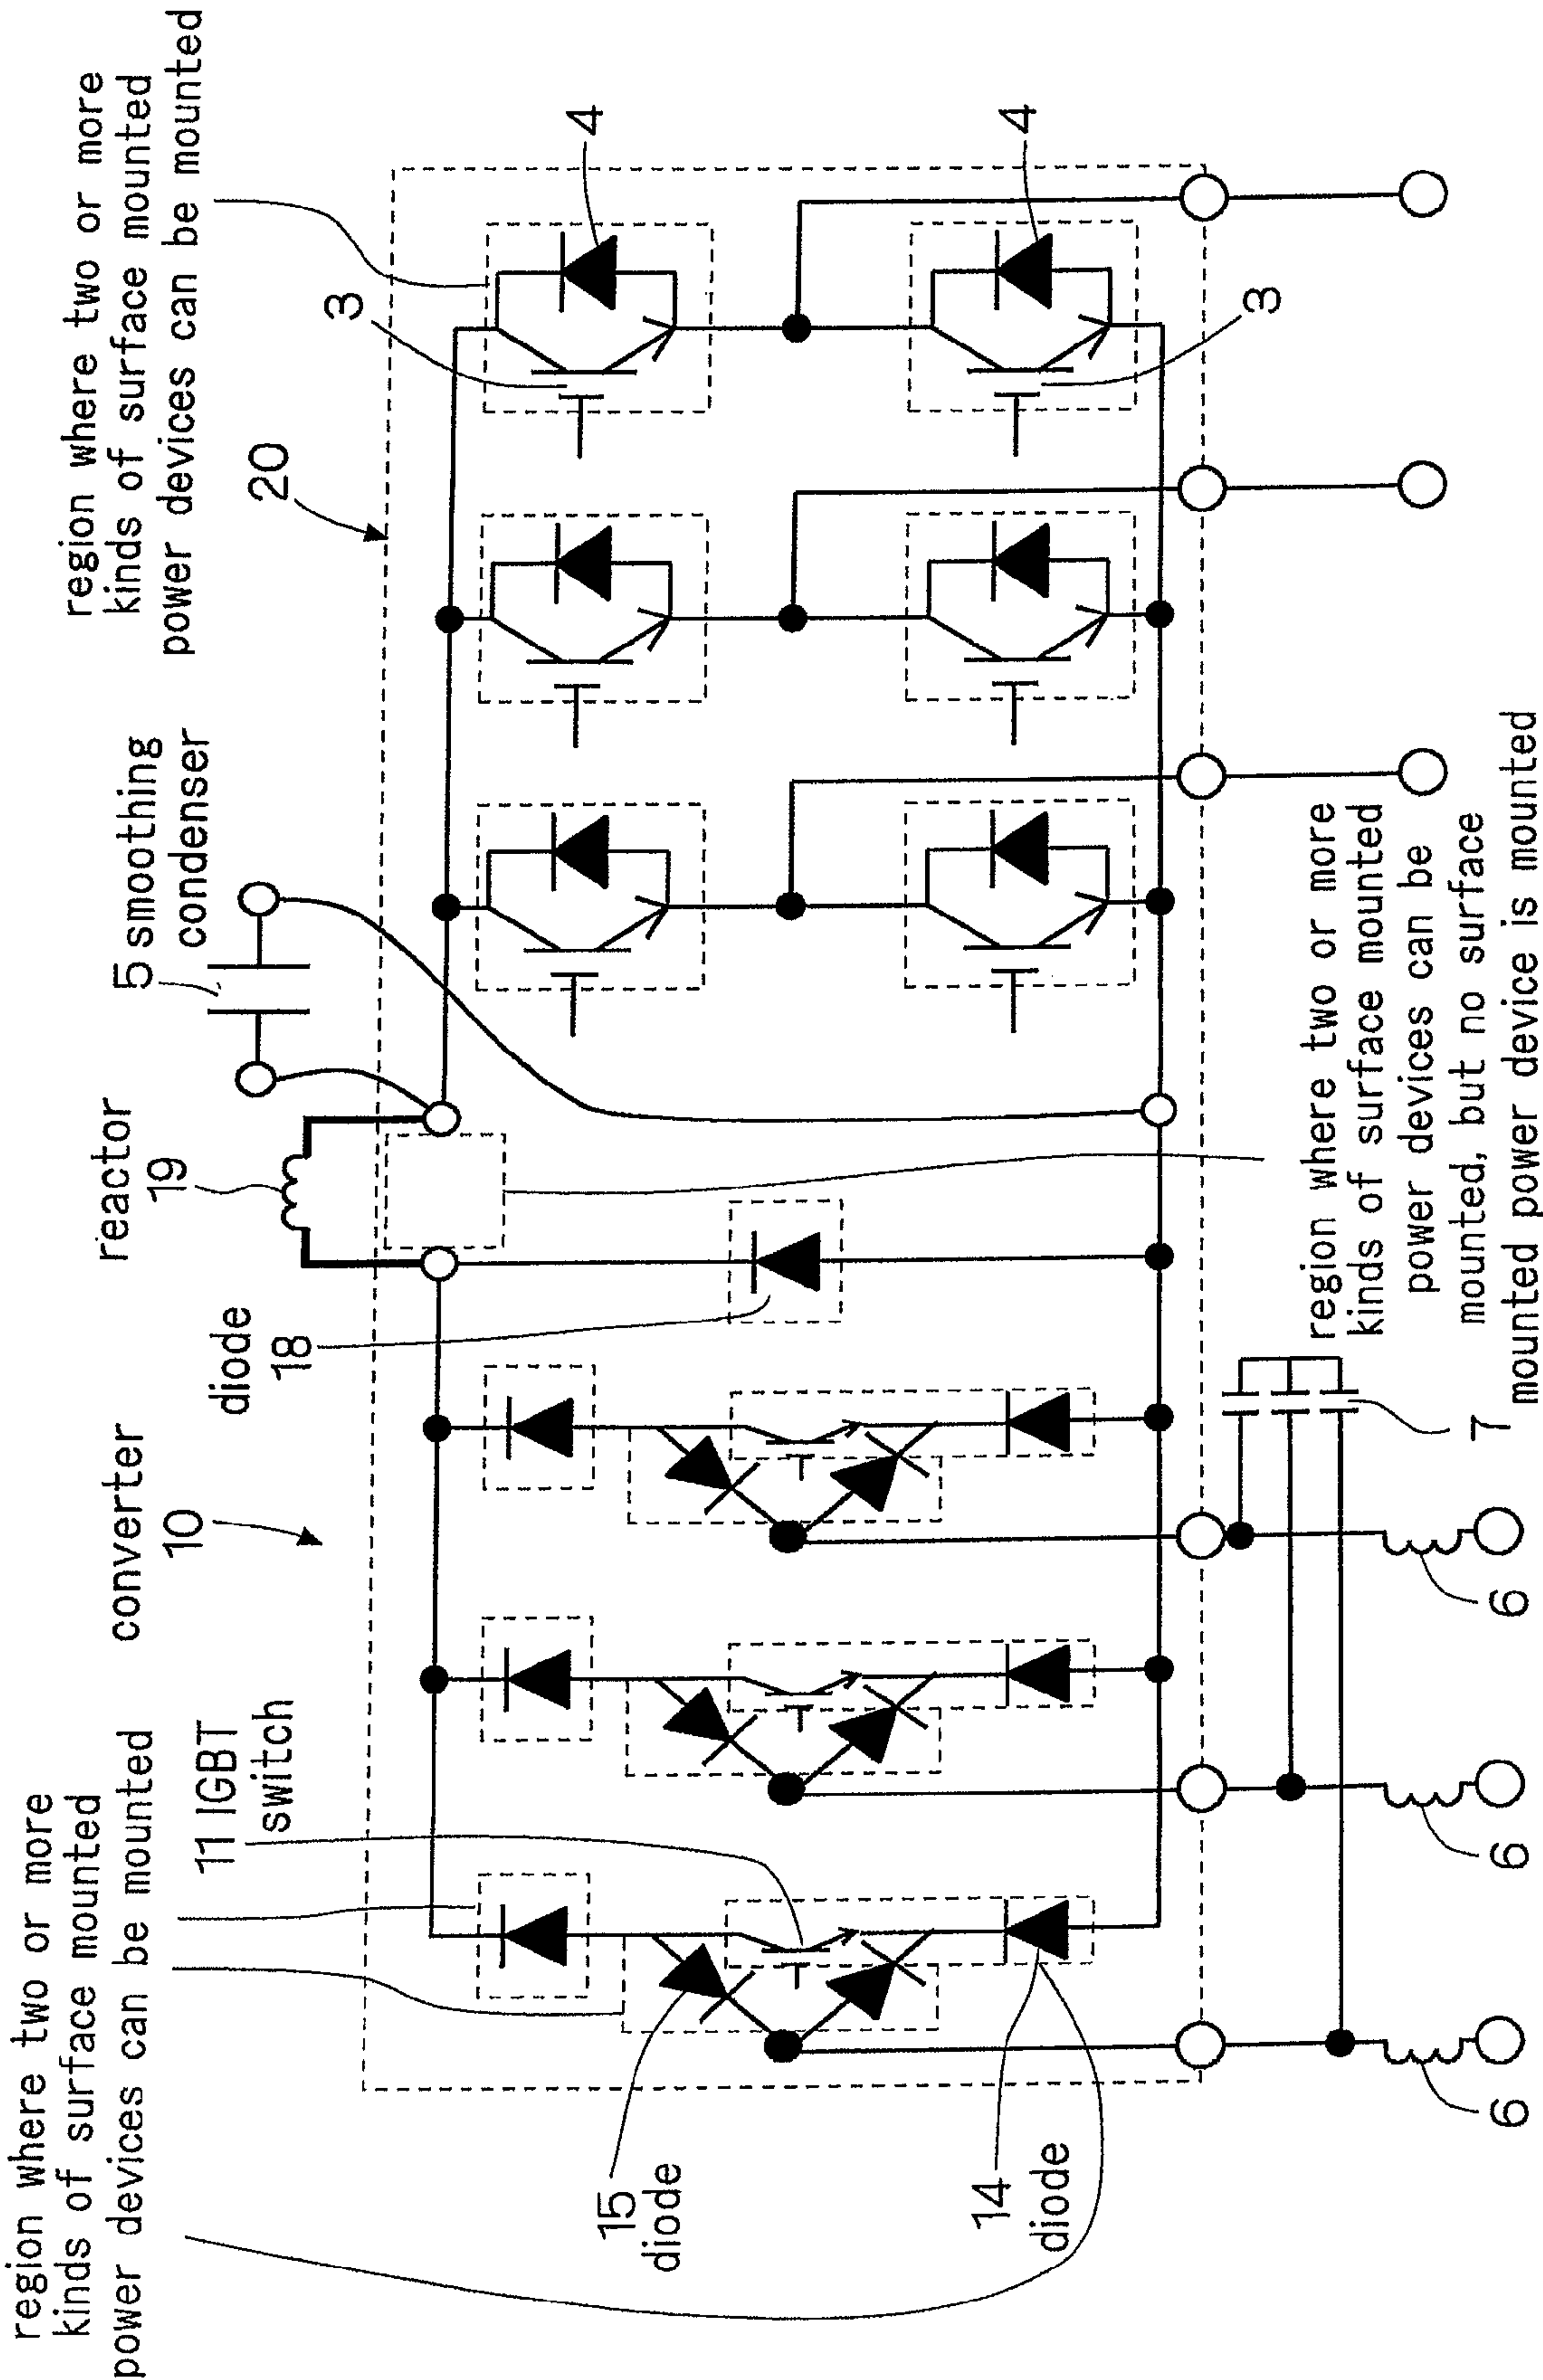 region where two or more
kinds of surface mounted
power devices can be mounted
converter
10
11 IGBT
switch
diode
18
reactor
19
5 smoothing
condenser
20
region where two or more
kinds of surface mounted
power devices can be mounted
3
4
4
3
15
diode
14
diode
6
6
6
7
region where two or more
kinds of surface mounted
power devices can be
mounted, but no surface
mounted power device is mounted